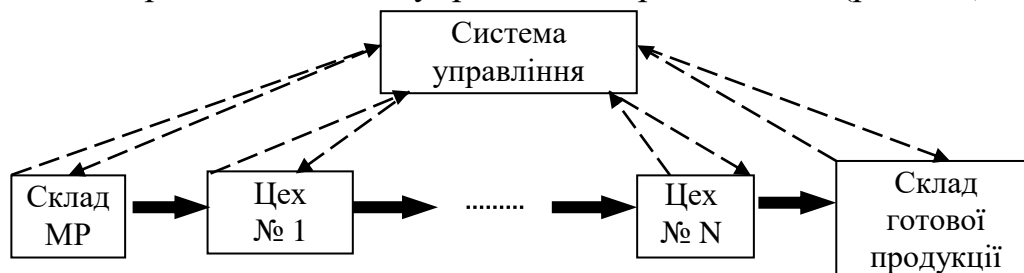 Система
управління
Склад
МР
Цех
№ 1
.........
Цех
№ N
Склад
готової
продукції